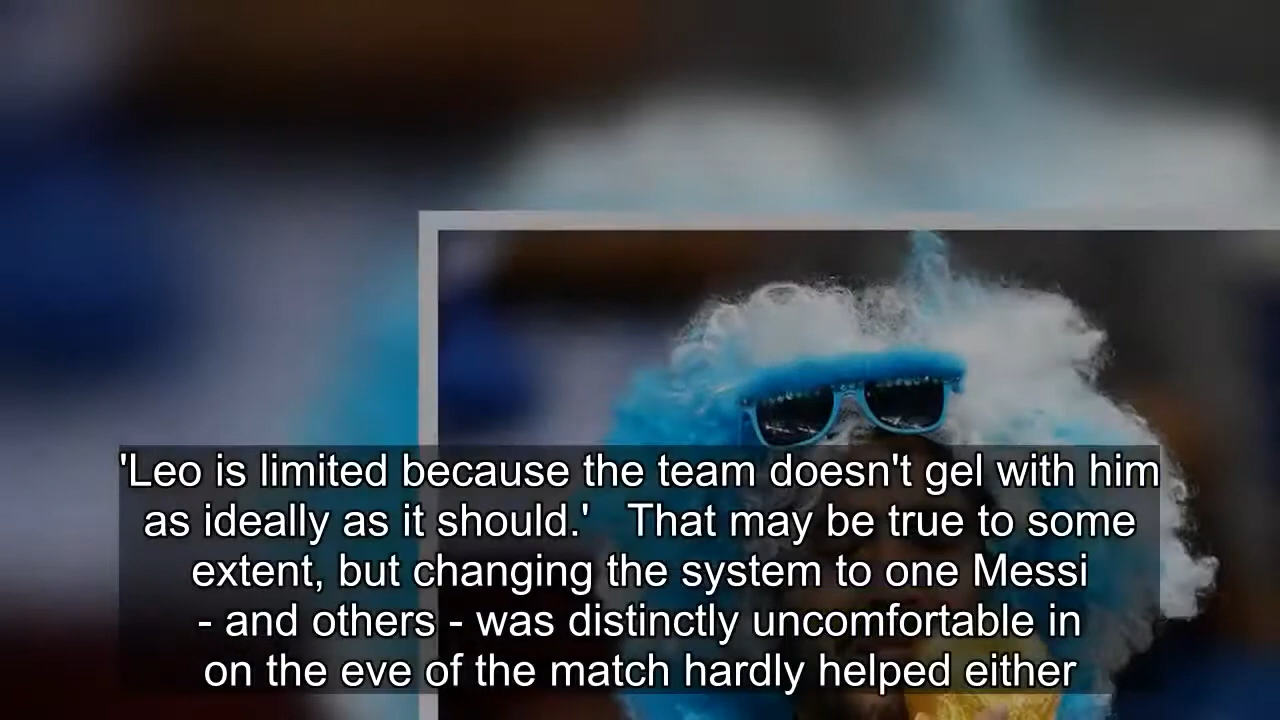 'Leo is limited because the team doesn't gel with him
as ideally as it should.'   That may be true to some
extent, but changing the system to one Messi
- and others - was distinctly uncomfortable in
on the eve of the match hardly helped either